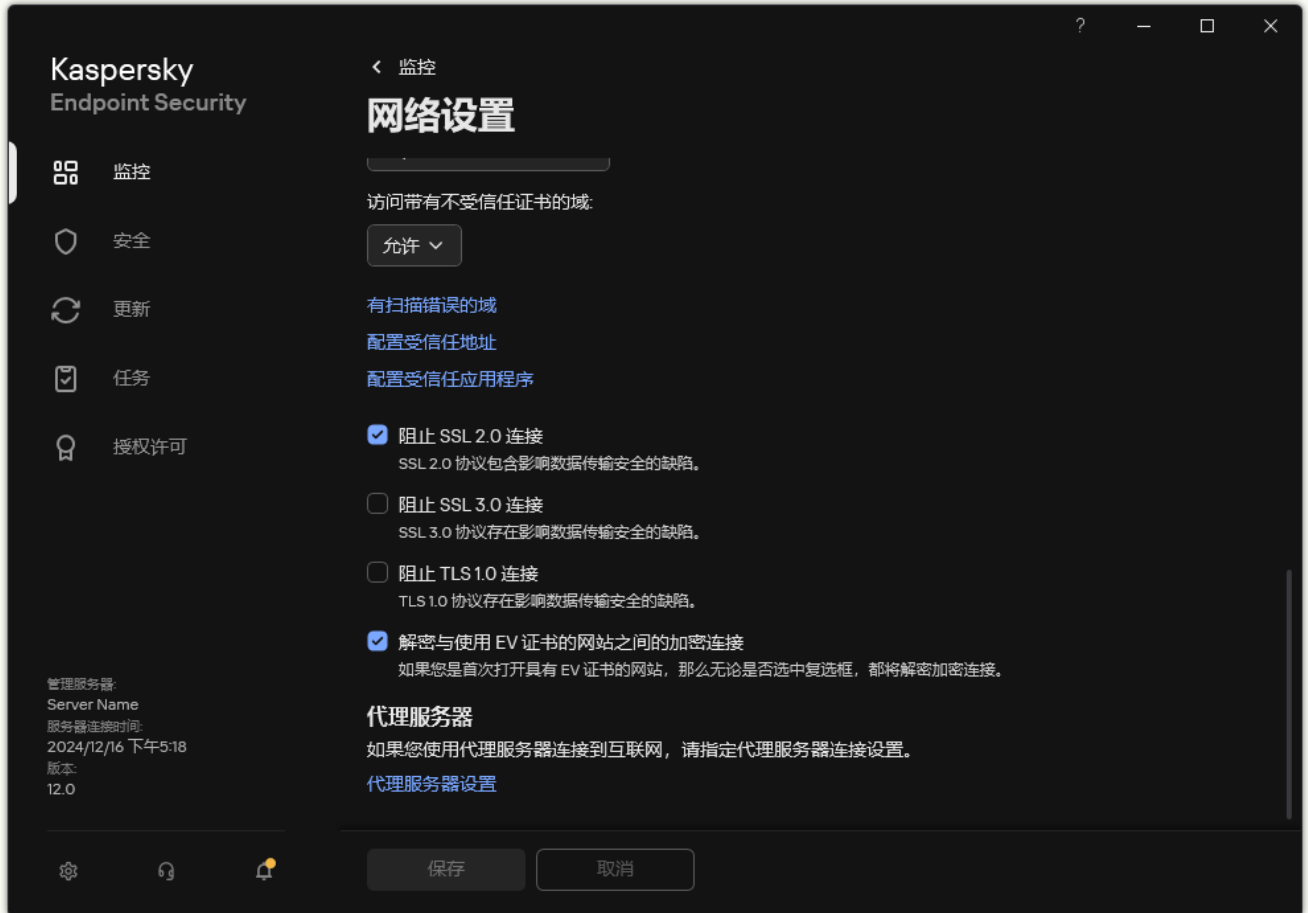 Kaspersky
Endpoint Security
监控
安全
更新
任务
授权许可
管理服务器:
Server Name
服务器连接时间:
2024/12/16 下午5:18
版本:
12.0
监控
网络设置
访问带有不受信任证书的域:
允许
有扫描错误的域
配置受信任地址
配置受信任应用程序
阻止 SSL 2.0 连接
SSL 2.0 协议包含影响数据传输安全的缺陷。
阻止 SSL 3.0 连接
SSL 3.0 协议存在影响数据传输安全的缺陷。
阻止 TLS 1.0 连接
TLS 1.0 协议存在影响数据传输安全的缺陷。
解密与使用 EV 证书的网站之间的加密连接
如果您是首次打开具有 EV 证书的网站，那么无论是否选中复选框，都将解密加密连接。
代理服务器
如果您使用代理服务器连接到互联网，请指定代理服务器连接设置。
代理服务器设置
保存
取消